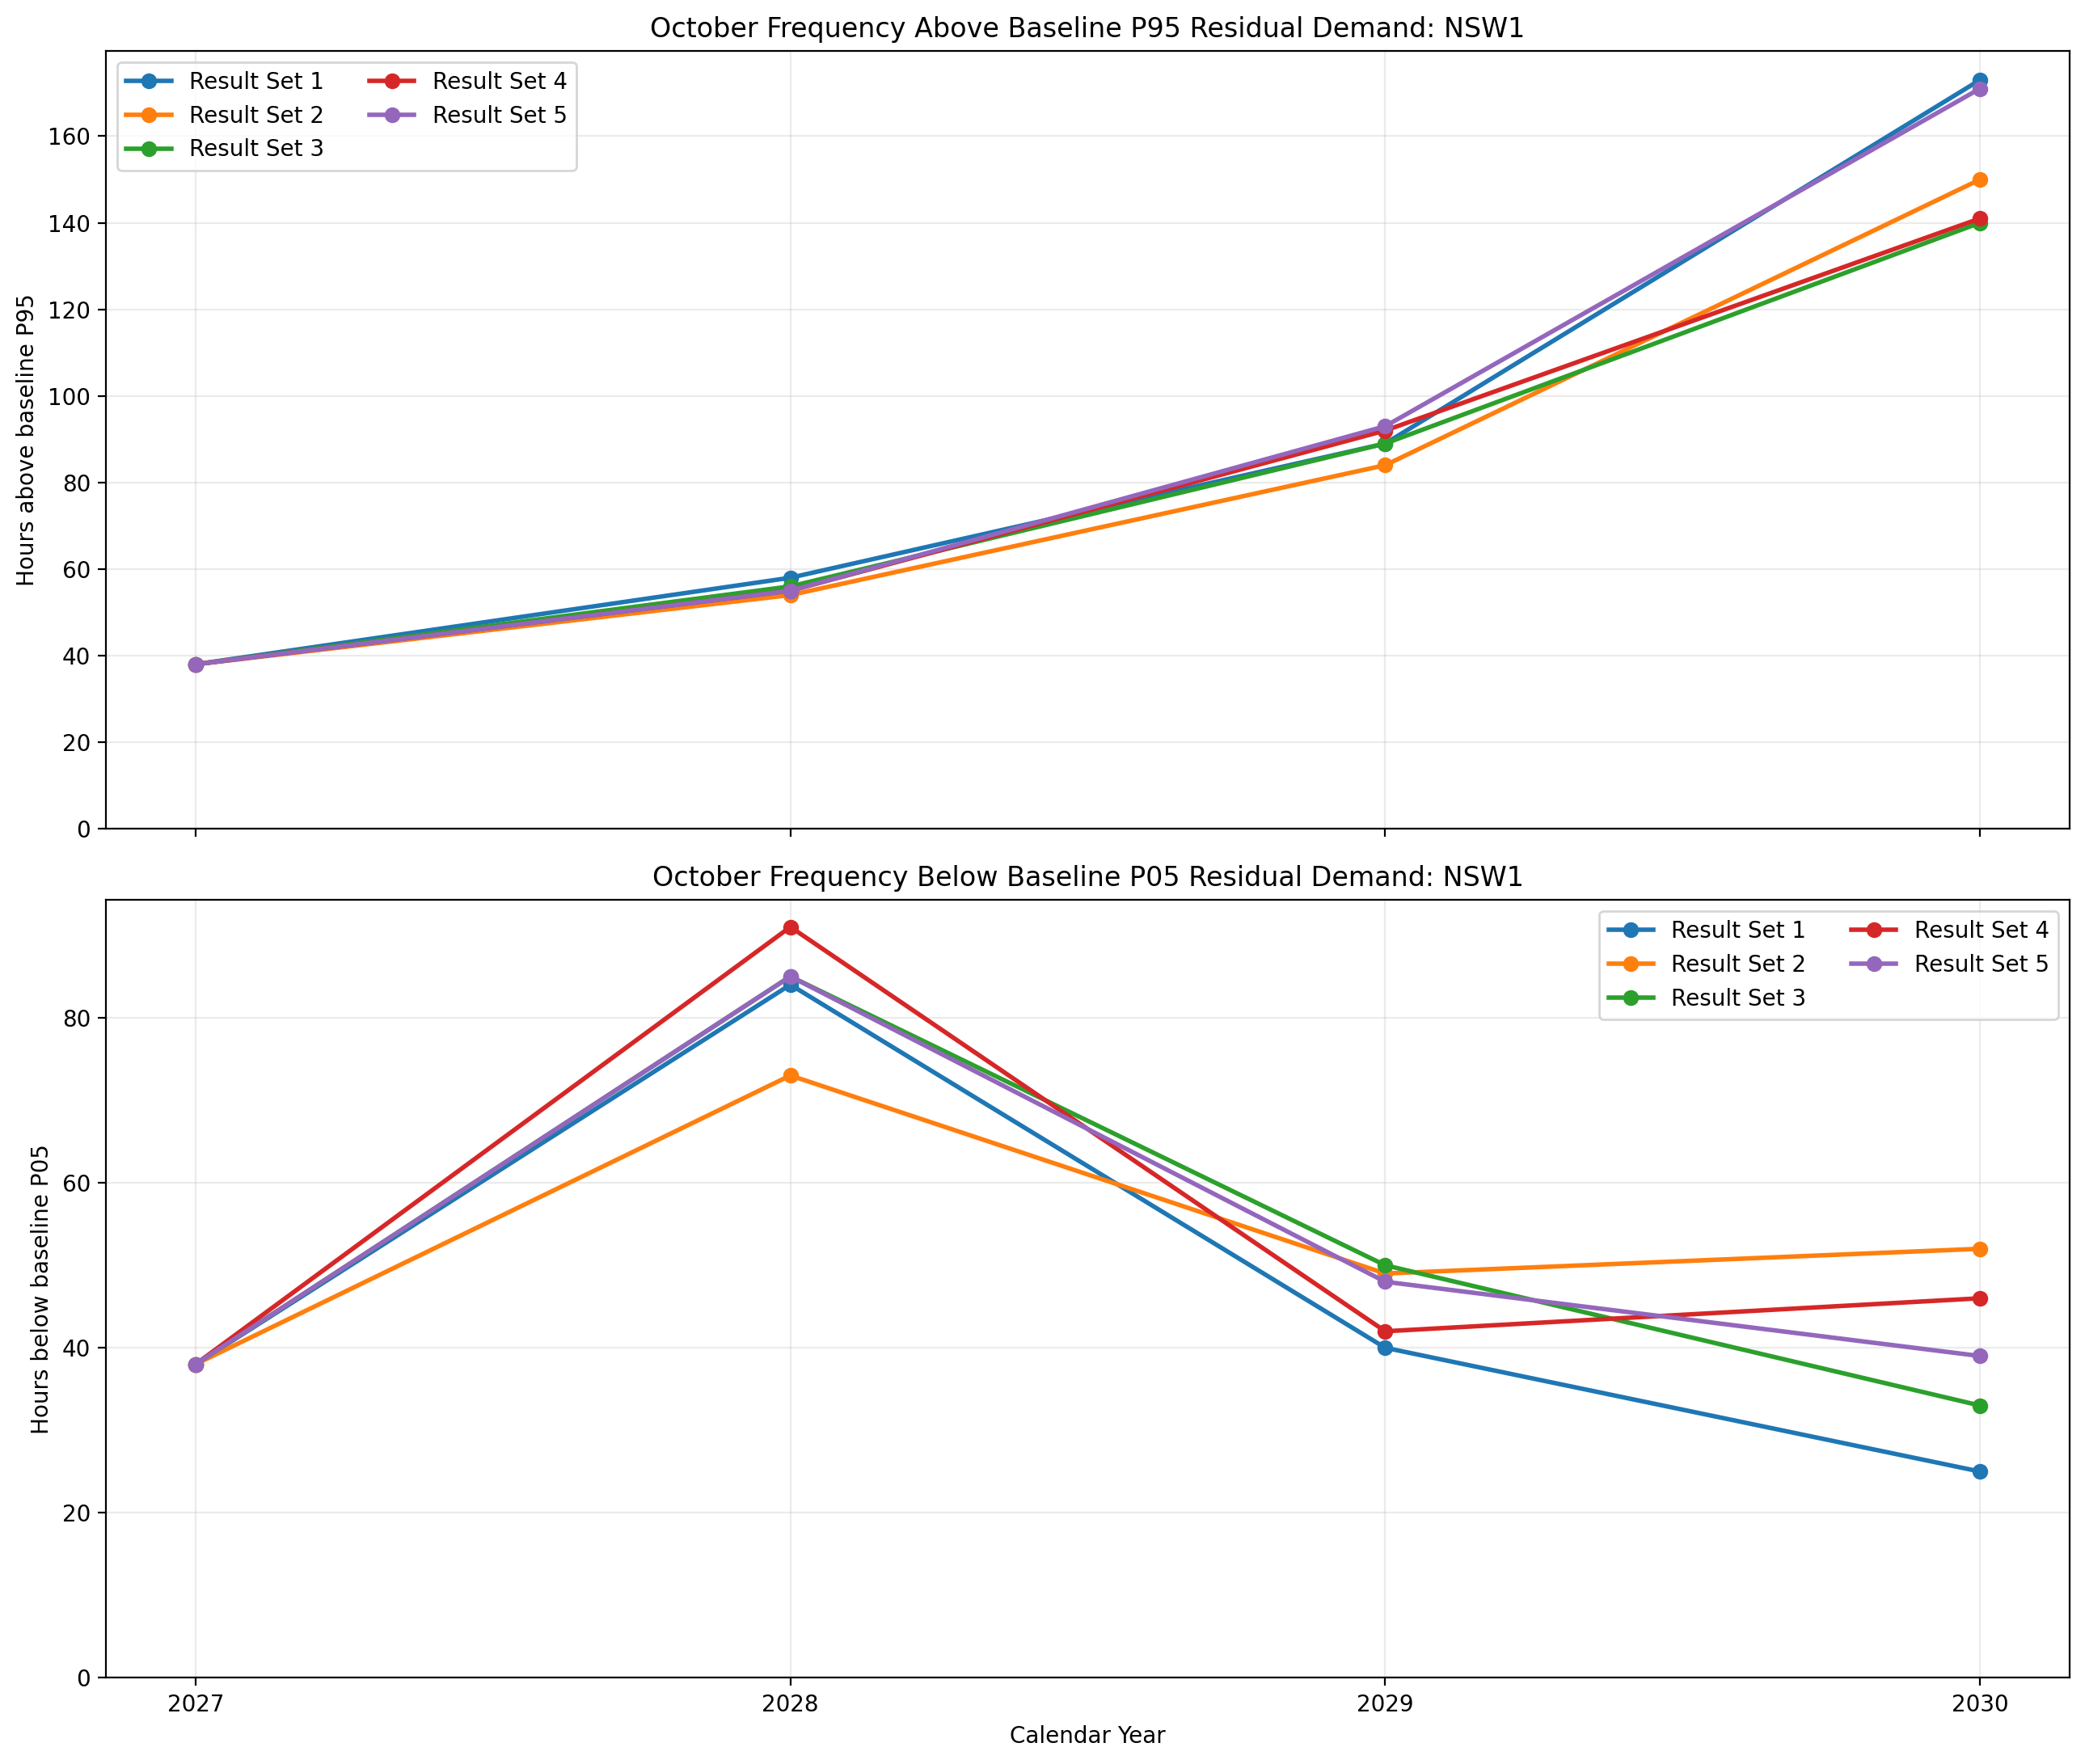 October Frequency Above Baseline P95 Residual Demand: NSW1
Result Set 1
Result Set 2
Result Set 3
Result Set 4
Result Set 5
Hours above baseline P95
160
140
120
100
80
60
40
20
0
October Frequency Below Baseline P05 Residual Demand: NSW1
Result Set 1
Result Set 2
Result Set 3
Result Set 4
Result Set 5
Hours below baseline P05
80
60
40
20
0
2027 2028 2029 2030
Calendar Year